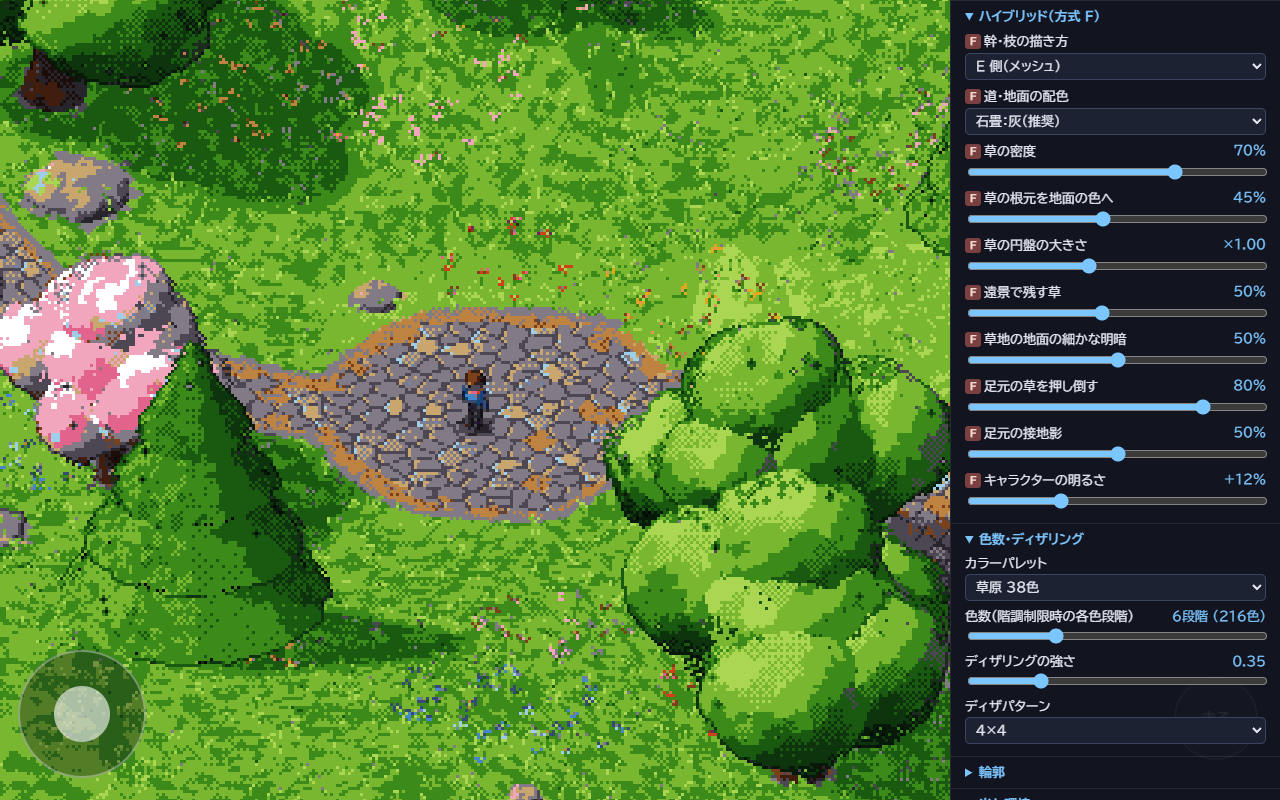 ▼ ハイブリッド(方式 F)
F 幹・枝の描き方
E 側(メッシュ)
F 道・地面の配色
石畳:灰(推奨)
F 草の密度 70%
F 草の根元を地面の色へ 45%
F 草の円盤の大きさ ×1.00
F 遠景で残す草 50%
F 草地の地面の細かな明暗 50%
F 足元の草を押し倒す 80%
F 足元の接地影 50%
F キャラクターの明るさ +12%
▼ 色数・ディザリング
カラーパレット
草原 38色
色数(階調制限時の各色段階) 6段階 (216色)
ディザリングの強さ 0.35
ディザパターン
4×4
▶ 輪郭